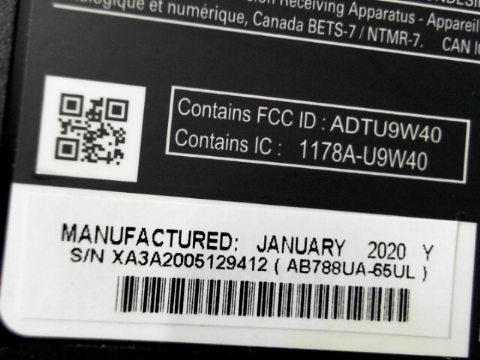 Receiving Apparatus - Appareil
et numérique, Canada BETS-7 / NTMR-7. CAN
Contains FCC ID : ADTU9W40
Contains IC : 1178A-U9W40
MANUFACTURED: JANUARY 2020 Y
S/N XA3A2005129412 ( AB788UA-65UL )